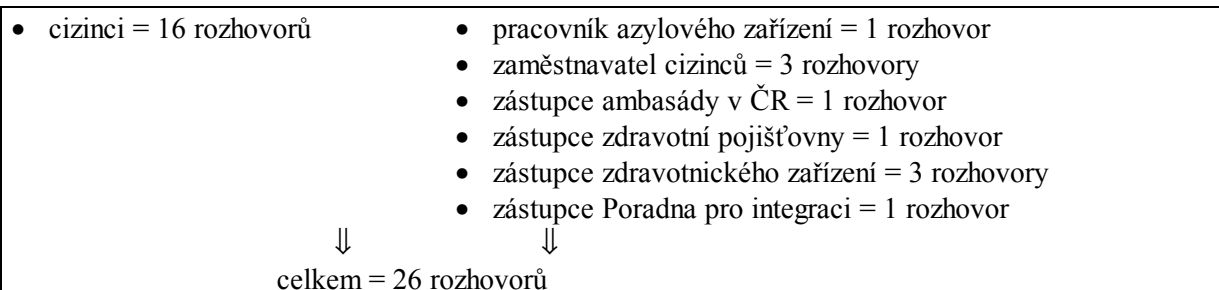 • cizinci = 16 rozhovorů
• pracovník azylového zařízení = 1 rozhovor
• zaměstnavatel cizinců = 3 rozhovory
• zástupce ambasády v ČR = 1 rozhovor
• zástupce zdravotní pojišťovny = 1 rozhovor
• zástupce zdravotnického zařízení = 3 rozhovory
• zástupce Poradna pro integraci = 1 rozhovor
⇓ ⇓
celkem = 26 rozhovorů